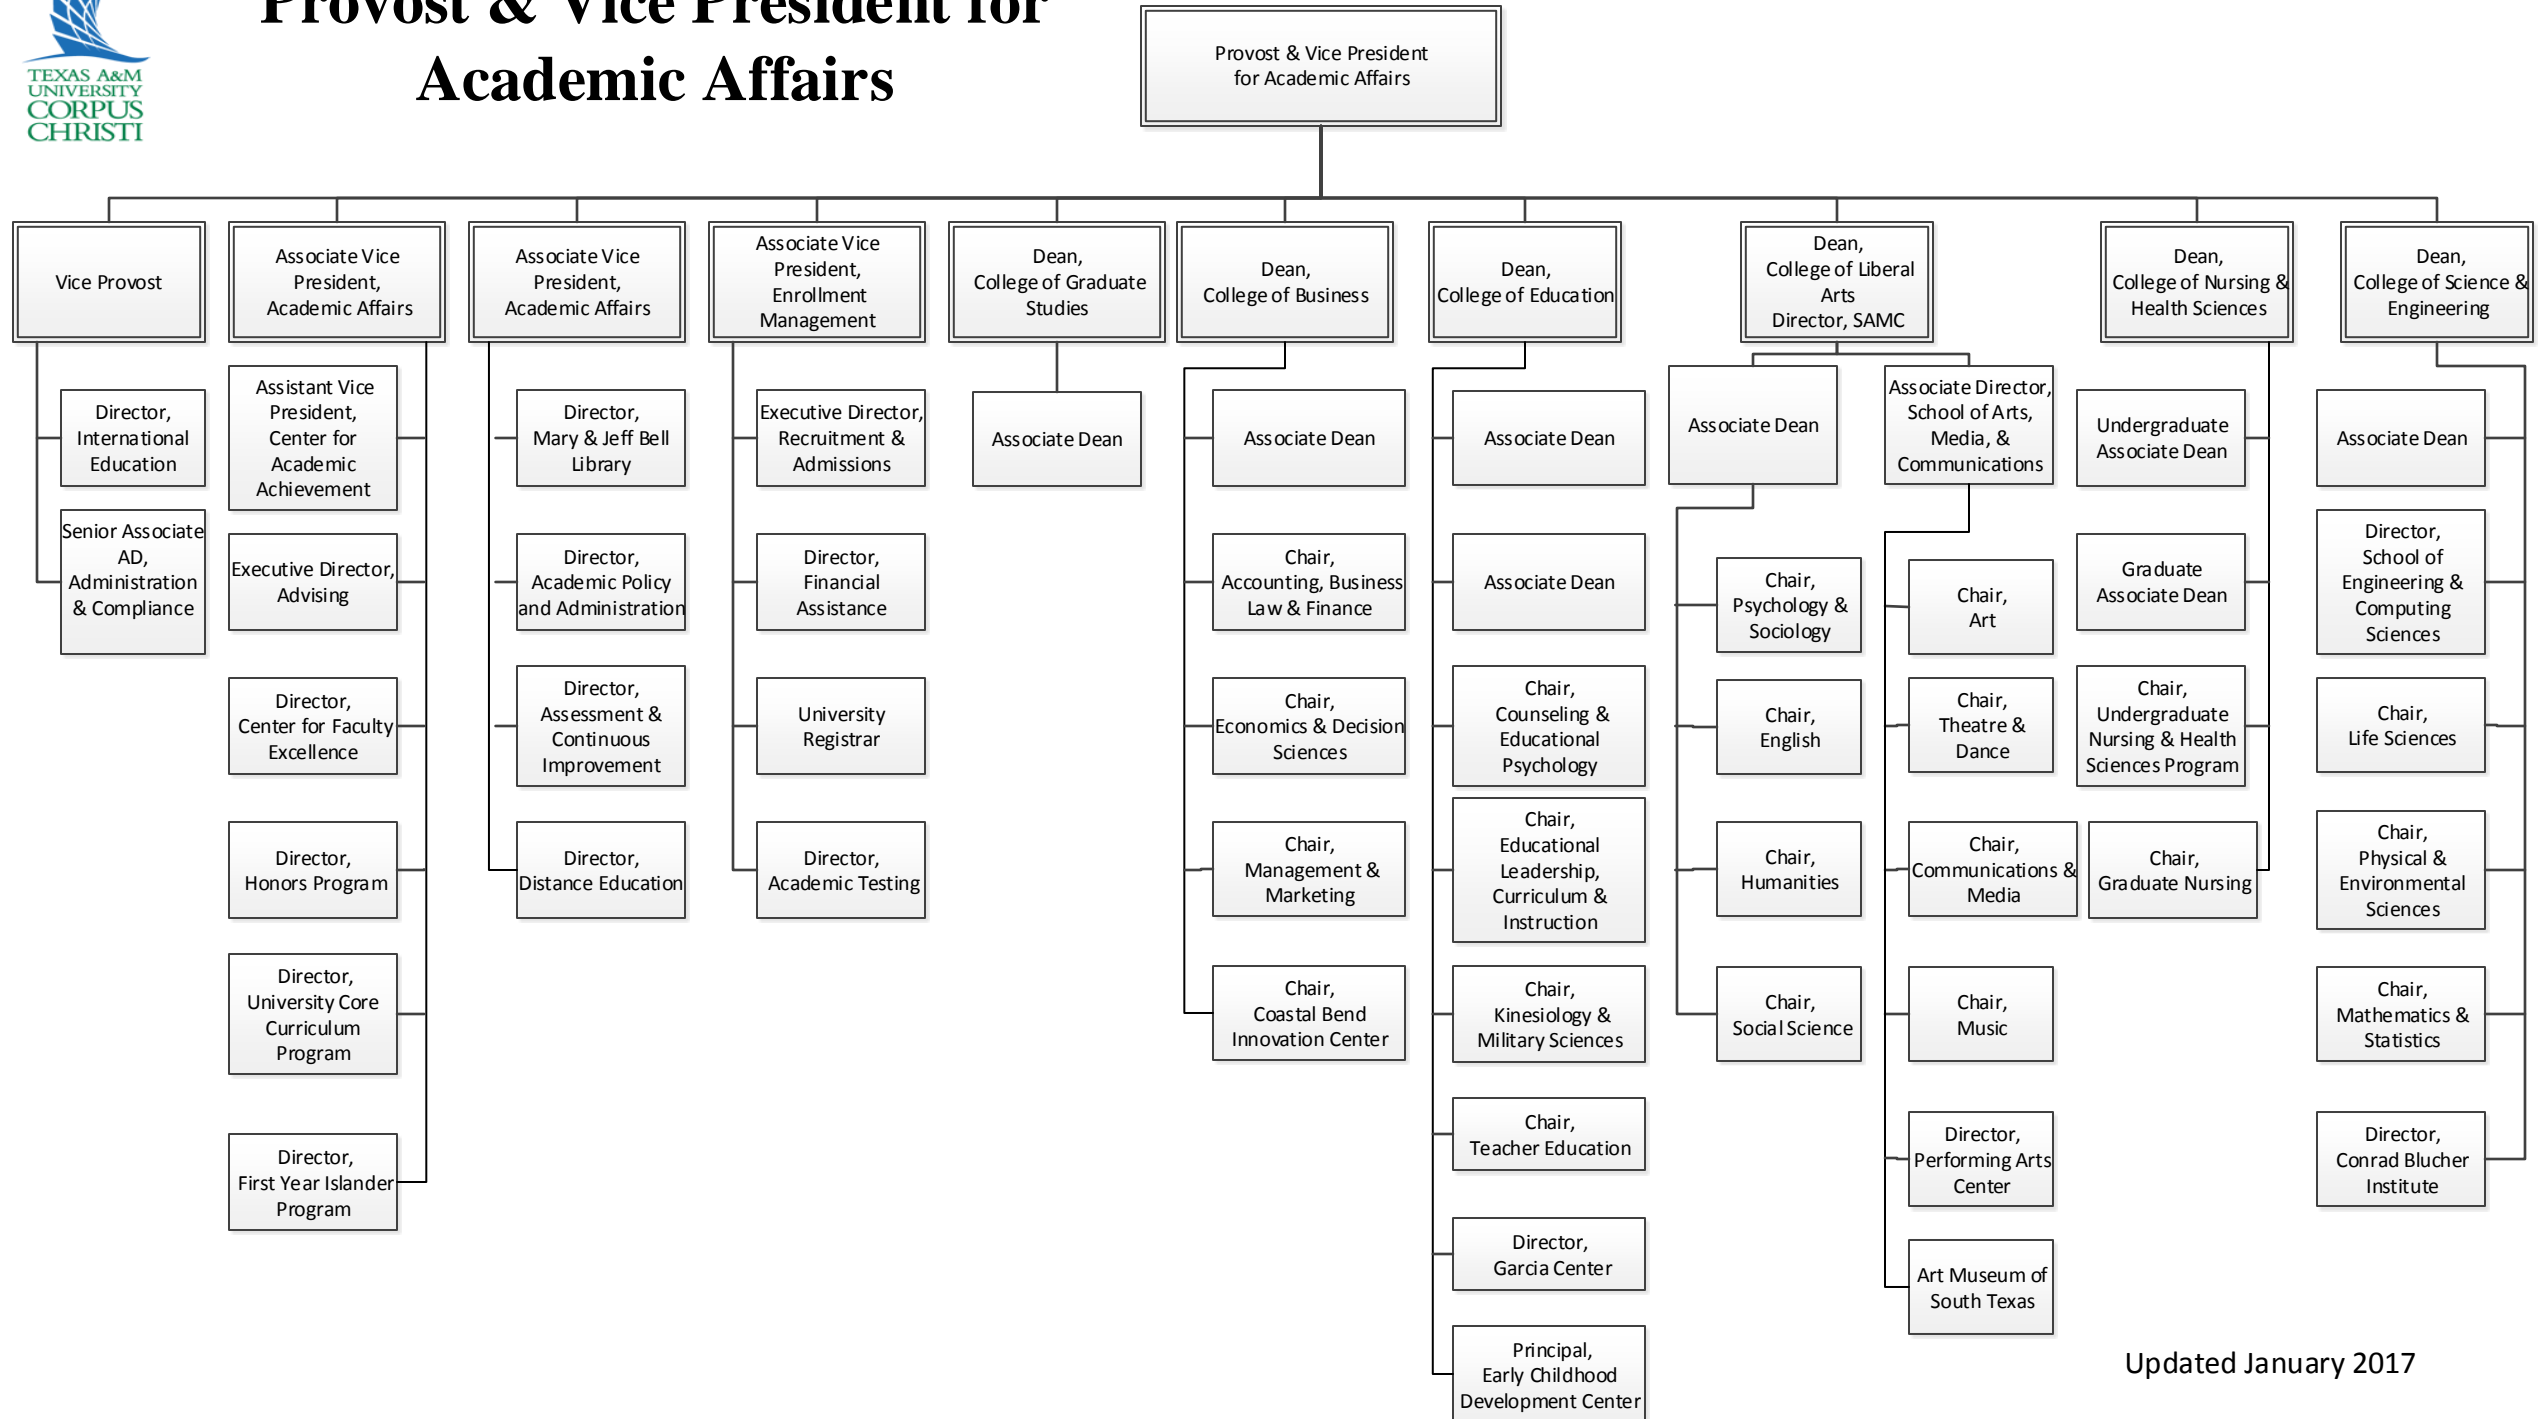 Provost & Vice President for
Academic Affairs
TEXAS A&M
UNIVERSITY
CORPUS
CHRISTI
Provost & Vice President
for Academic Affairs
Vice Provost
Associate Vice
President,
Academic Affairs
Associate Vice
President,
Academic Affairs
Associate Vice
President,
Enrollment
Management
Dean,
College of Graduate
Studies
Dean,
College of Business
Dean,
College of Education
Dean,
College of Liberal
Arts
Director, SAMC
Dean,
College of Nursing &
Health Sciences
Dean,
College of Science &
Engineering
Director,
International
Education
Senior Associate
AD,
Administration
& Compliance
Assistant Vice
President,
Center for
Academic
Achievement
Executive Director,
Advising
Director,
Center for Faculty
Excellence
Director,
Honors Program
Director,
University Core
Curriculum
Program
Director,
First Year Islander
Program
Director,
Mary & Jeff Bell
Library
Director,
Academic Policy
and Administration
Director,
Assessment &
Continuous
Improvement
Director,
Distance Education
Executive Director,
Recruitment &
Admissions
Director,
Financial
Assistance
University
Registrar
Director,
Academic Testing
Associate Dean
Associate Dean
Chair,
Accounting, Business
Law & Finance
Chair,
Economics & Decision
Sciences
Chair,
Management &
Marketing
Chair,
Coastal Bend
Innovation Center
Associate Dean
Associate Dean
Chair,
Counseling &
Educational
Psychology
Chair,
Educational
Leadership,
Curriculum &
Instruction
Chair,
Kinesiology &
Military Sciences
Chair,
Teacher Education
Director,
Garcia Center
Principal,
Early Childhood
Development Center
Associate Dean
Chair,
Psychology &
Sociology
Chair,
English
Chair,
Humanities
Chair,
Social Science
Associate Director,
School of Arts,
Media, &
Communications
Chair,
Art
Chair,
Theatre &
Dance
Chair,
Communications &
Media
Chair,
Music
Director,
Performing Arts
Center
Art Museum of
South Texas
Undergraduate
Associate Dean
Graduate
Associate Dean
Chair,
Undergraduate
Nursing & Health
Sciences Program
Chair,
Graduate Nursing
Associate Dean
Director,
School of
Engineering &
Computing
Sciences
Chair,
Life Sciences
Chair,
Physical &
Environmental
Sciences
Chair,
Mathematics &
Statistics
Director,
Conrad Blucher
Institute
Updated January 2017